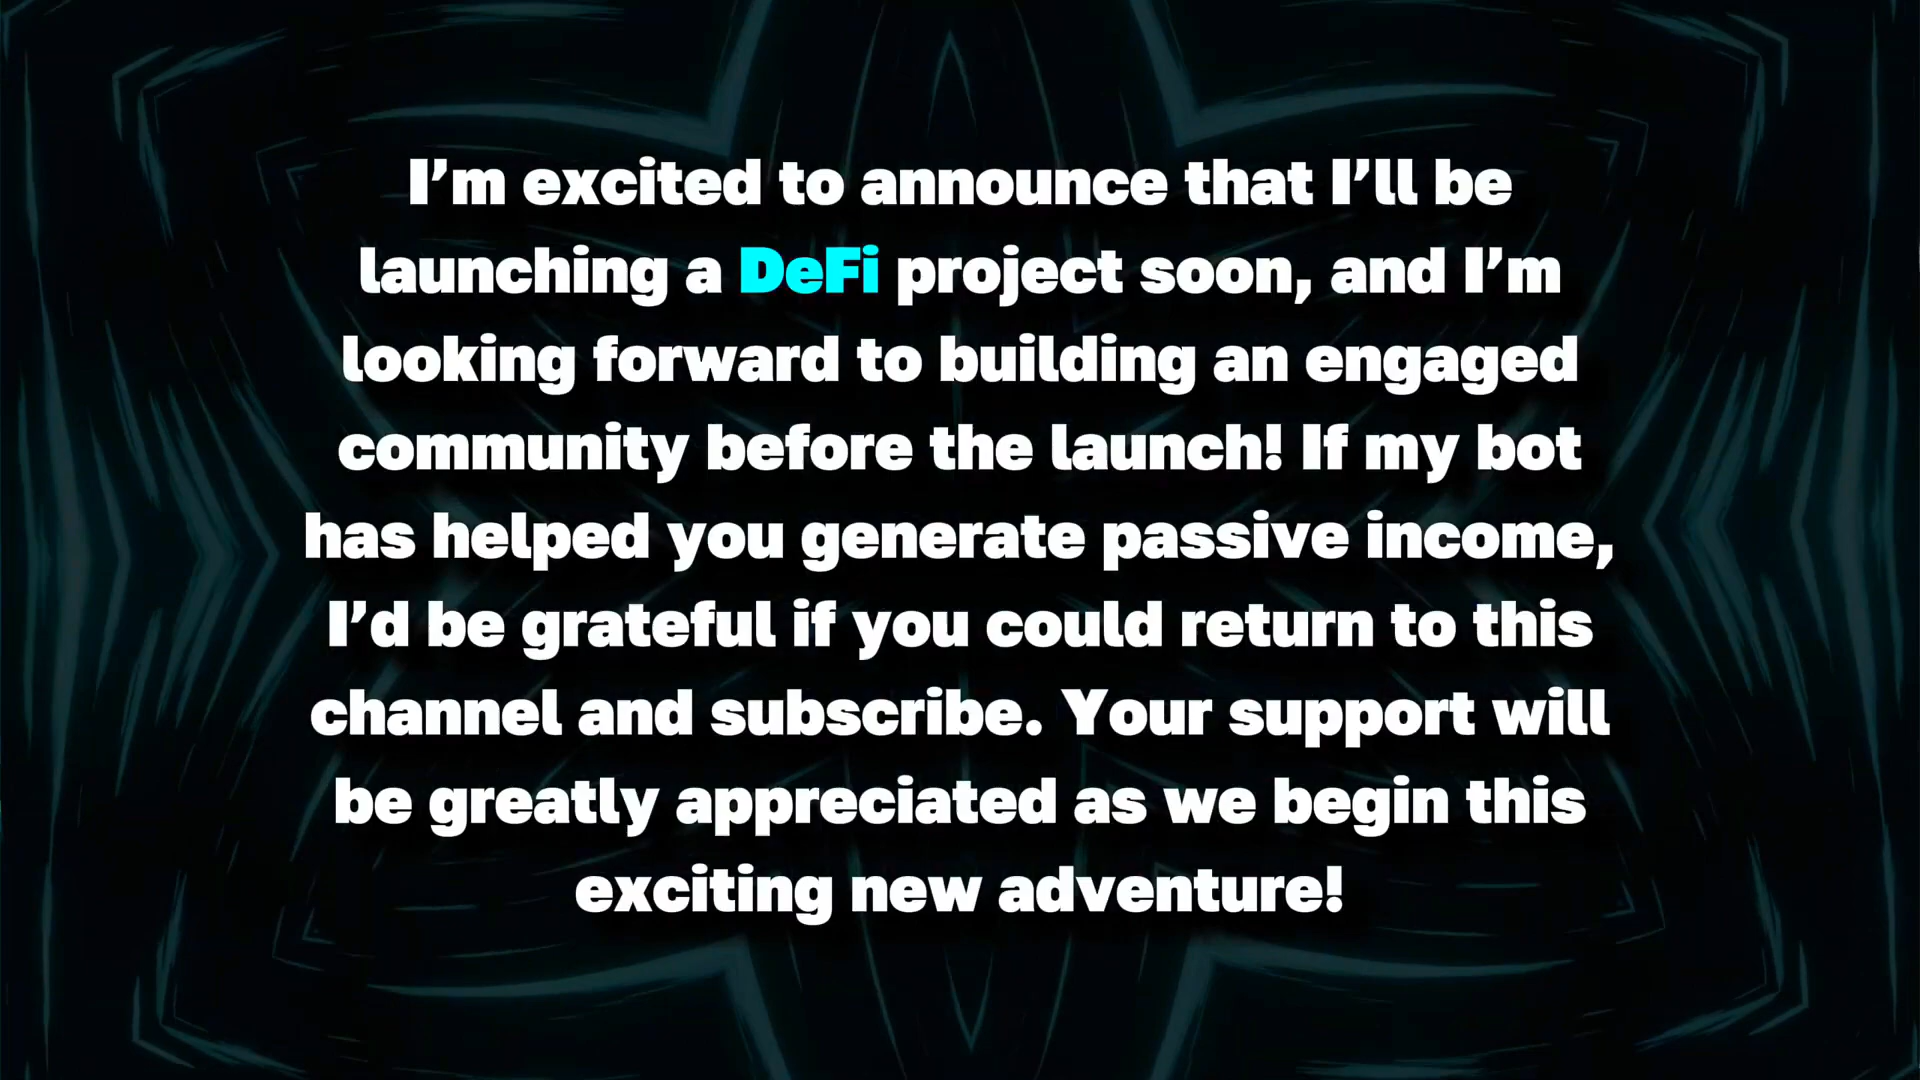 I’m excited to announce that I’ll be
launching a DeFi project soon, and I’m
looking forward to building an engaged
community before the launch! If my bot
has helped you generate passive income,
I’d be grateful if you could return to this
channel and subscribe. Your support will
be greatly appreciated as we begin this
exciting new adventure!